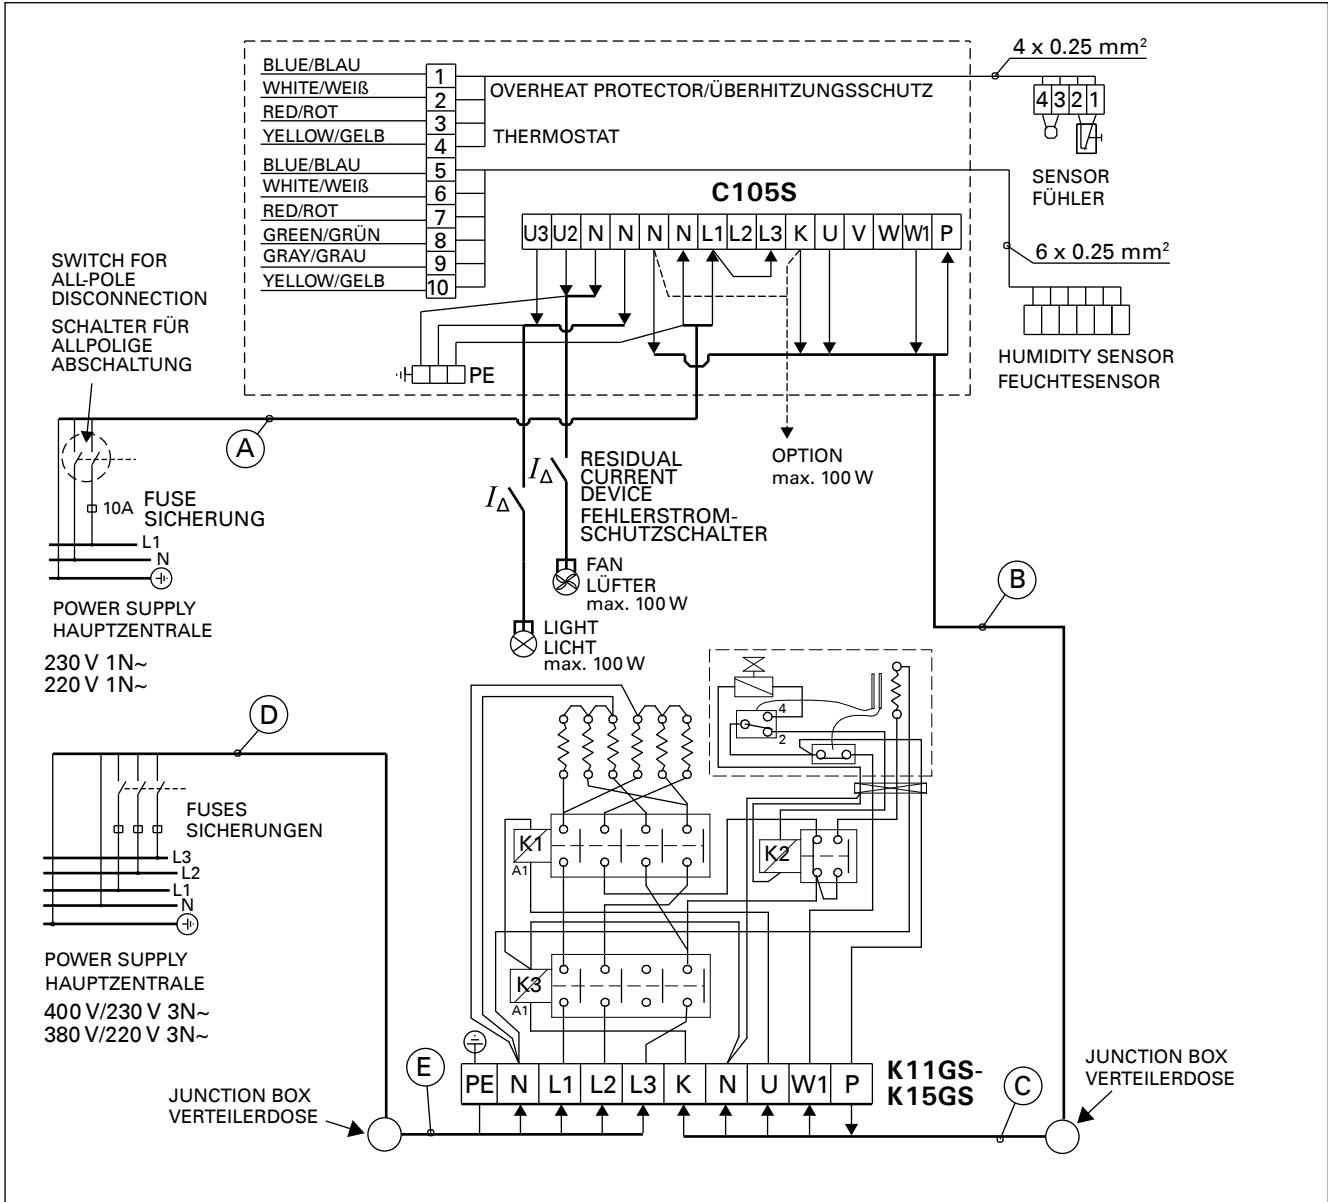 4 x 0.25 mm²
BLUE/BLAU
WHITE/WEIß
RED/ROT
YELLOW/GELB
BLUE/BLAU
WHITE/WEIß
RED/ROT
GREEN/GRÜN
GRAY/GRAU
YELLOW/GELB
1
2
3
4
5
6
7
8
9
10
OVERHEAT PROTECTOR/ÜBERHITZUNGSSCHUTZ
THERMOSTAT
4 3 2 1
SENSOR
FÜHLER
C105S
U3 U2 N N N N L1 L2 L3 K U V W W1 P
6 x 0.25 mm²
HUMIDITY SENSOR
FEUCHTESENSOR
SWITCH FOR
ALL-POLE
DISCONNECTION
SCHALTER FÜR
ALLPOLIGE
ABSCHALTUNG
PE
A
OPTION
max. 100 W
10A
FUSE
SICHERUNG
L1
N
POWER SUPPLY
HAUPTZENTRALE
230 V 1N~
220 V 1N~
IΔ
IΔ
RESIDUAL
CURRENT
DEVICE
FEHLERSTROM-
SCHUTZSCHALTER
FAN
LÜFTER
max. 100 W
LIGHT
LICHT
max. 100 W
B
D
4
2
FUSES
SICHERUNGEN
L3
L2
L1
N
K1
A1
K2
K3
A1
POWER SUPPLY
HAUPTZENTRALE
400 V/230 V 3N~
380 V/220 V 3N~
E
PE N L1 L2 L3 K N U W1 P
K11GS-
K15GS
C
JUNCTION BOX
VERTEILERDOSE
JUNCTION BOX
VERTEILERDOSE